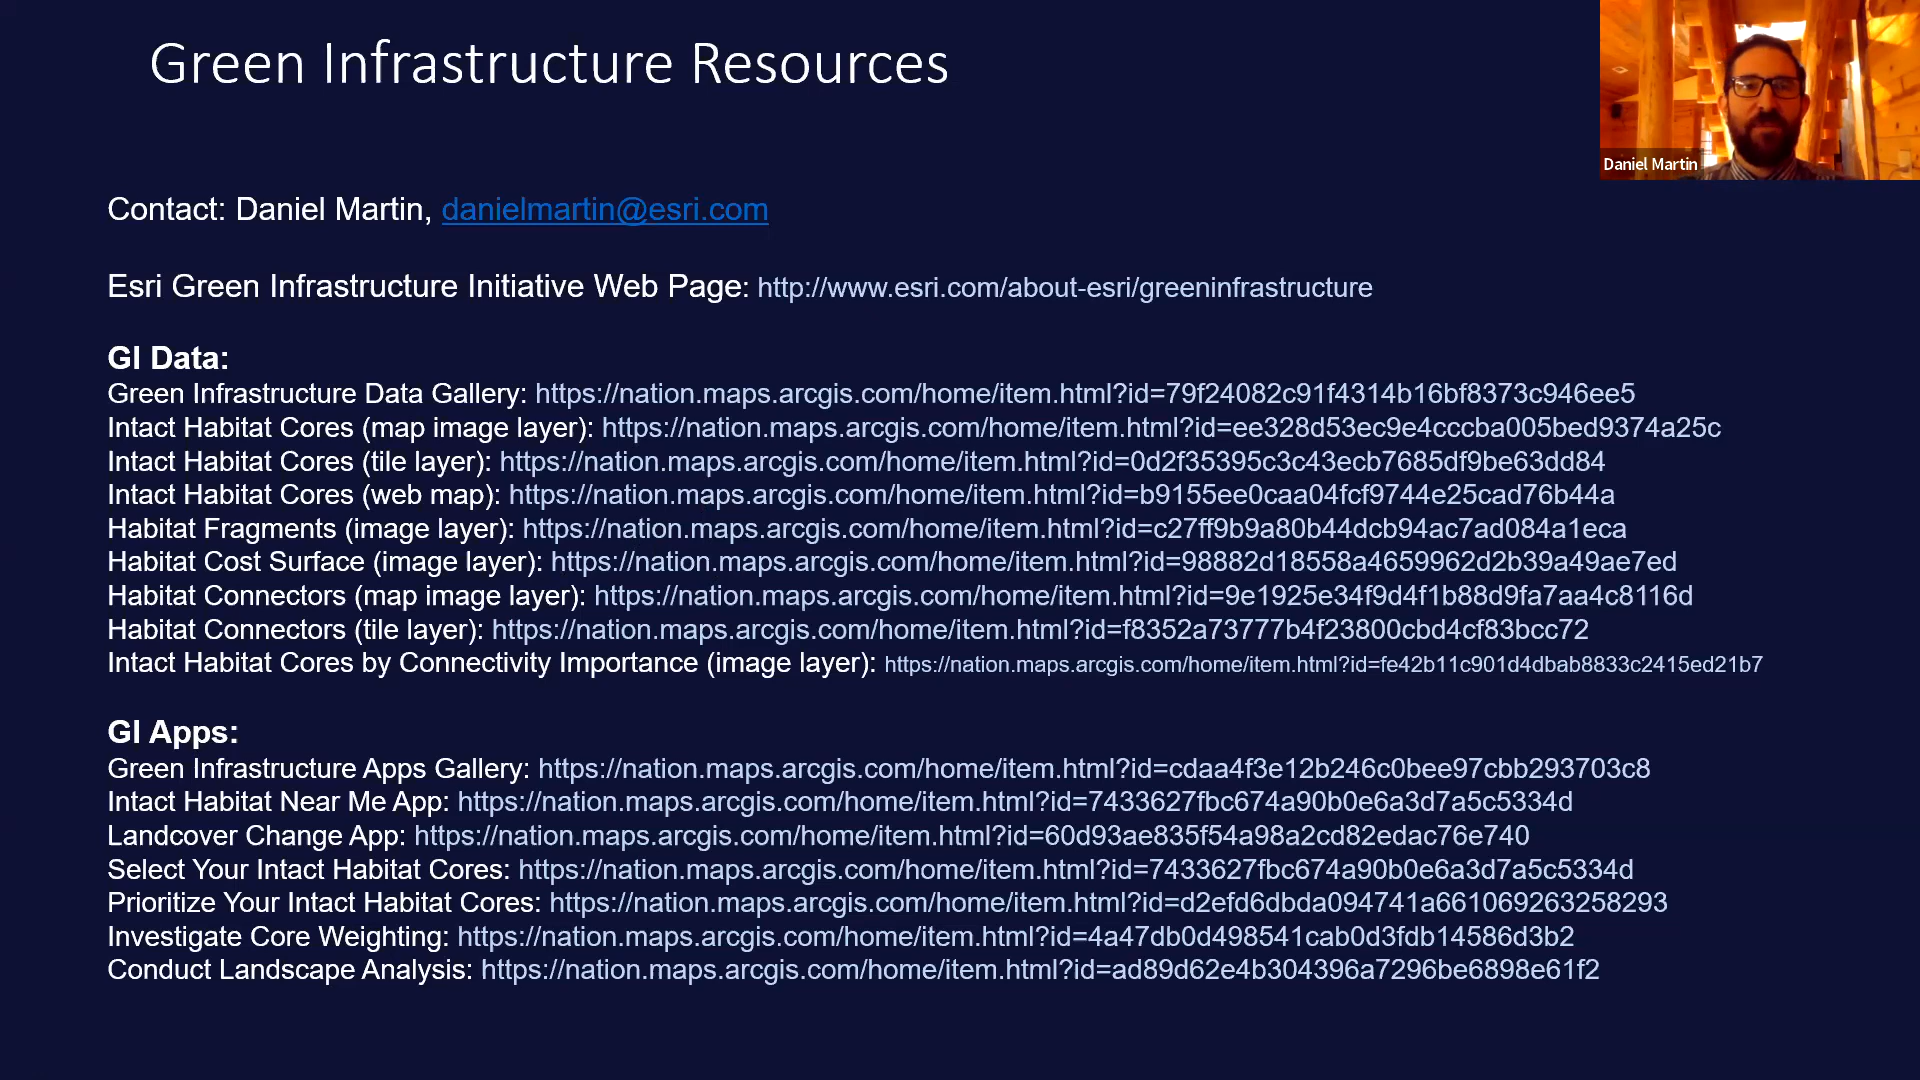 Green Infrastructure Resources
Daniel Martin
Contact: Daniel Martin, danielmartin@esri.com
Esri Green Infrastructure Initiative Web Page: http://www.esri.com/about-esri/greeninfrastructure
GI Data:
Green Infrastructure Data Gallery: https://nation.maps.arcgis.com/home/item.html?id=79f24082c91f4314b16bf8373c946ee5
Intact Habitat Cores (map image layer): https://nation.maps.arcgis.com/home/item.html?id=ee328d53ec9e4cccba005bed9374a25c
Intact Habitat Cores (tile layer): https://nation.maps.arcgis.com/home/item.html?id=0d2f35395c3c43ecb7685df9be63dd84
Intact Habitat Cores (web map): https://nation.maps.arcgis.com/home/item.html?id=b9155ee0caa04fcf9744e25cad76b44a
Habitat Fragments (image layer): https://nation.maps.arcgis.com/home/item.html?id=c27ff9b9a80b44dcb94ac7ad084a1eca
Habitat Cost Surface (image layer): https://nation.maps.arcgis.com/home/item.html?id=98882d18558a4659962d2b39a49ae7ed
Habitat Connectors (map image layer): https://nation.maps.arcgis.com/home/item.html?id=9e1925e34f9d4f1b88d9fa7aa4c8116d
Habitat Connectors (tile layer): https://nation.maps.arcgis.com/home/item.html?id=f8352a73777b4f23800cbd4cf83bcc72
Intact Habitat Cores by Connectivity Importance (image layer): https://nation.maps.arcgis.com/home/item.html?id=fe42b11c901d4dbab8833c2415ed21b7
GI Apps:
Green Infrastructure Apps Gallery: https://nation.maps.arcgis.com/home/item.html?id=cdaa4f3e12b246c0bee97cbb293703c8
Intact Habitat Near Me App: https://nation.maps.arcgis.com/home/item.html?id=7433627fbc674a90b0e6a3d7a5c5334d
Landcover Change App: https://nation.maps.arcgis.com/home/item.html?id=60d93ae835f54a98a2cd82edac76e740
Select Your Intact Habitat Cores: https://nation.maps.arcgis.com/home/item.html?id=7433627fbc674a90b0e6a3d7a5c5334d
Prioritize Your Intact Habitat Cores: https://nation.maps.arcgis.com/home/item.html?id=d2efd6dbda094741a661069263258293
Investigate Core Weighting: https://nation.maps.arcgis.com/home/item.html?id=4a47db0d498541cab0d3fdb14586d3b2
Conduct Landscape Analysis: https://nation.maps.arcgis.com/home/item.html?id=ad89d62e4b304396a7296be6898e61f2